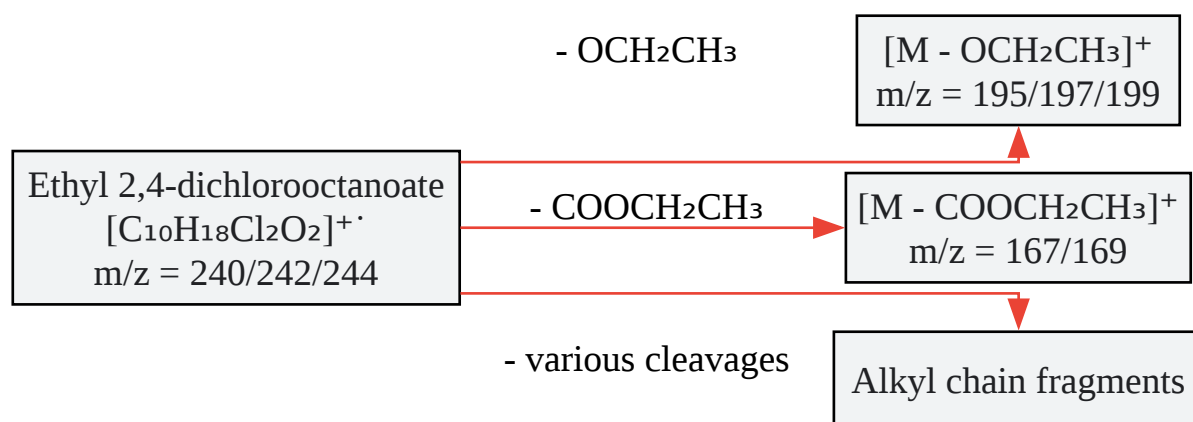 - OCH₂CH₃
[M - OCH₂CH₃]⁺
m/z = 195/197/199
Ethyl 2,4-dichlorooctanoate
[C₁₀H₁₈Cl₂O₂]⁺˙
m/z = 240/242/244
- COOCH₂CH₃
[M - COOCH₂CH₃]⁺
m/z = 167/169
- various cleavages
Alkyl chain fragments